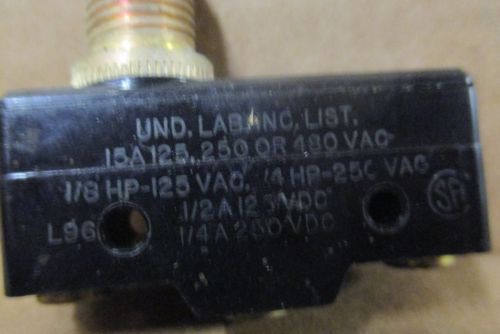 UND. LAB. INC. LIST.
15A 125, 250 OR 480 VAC
1/8 HP-125 VAC, 1/4 HP-250 VAC
1/2 A 125 VDC
L96
1/4 A 250 VDC
SA